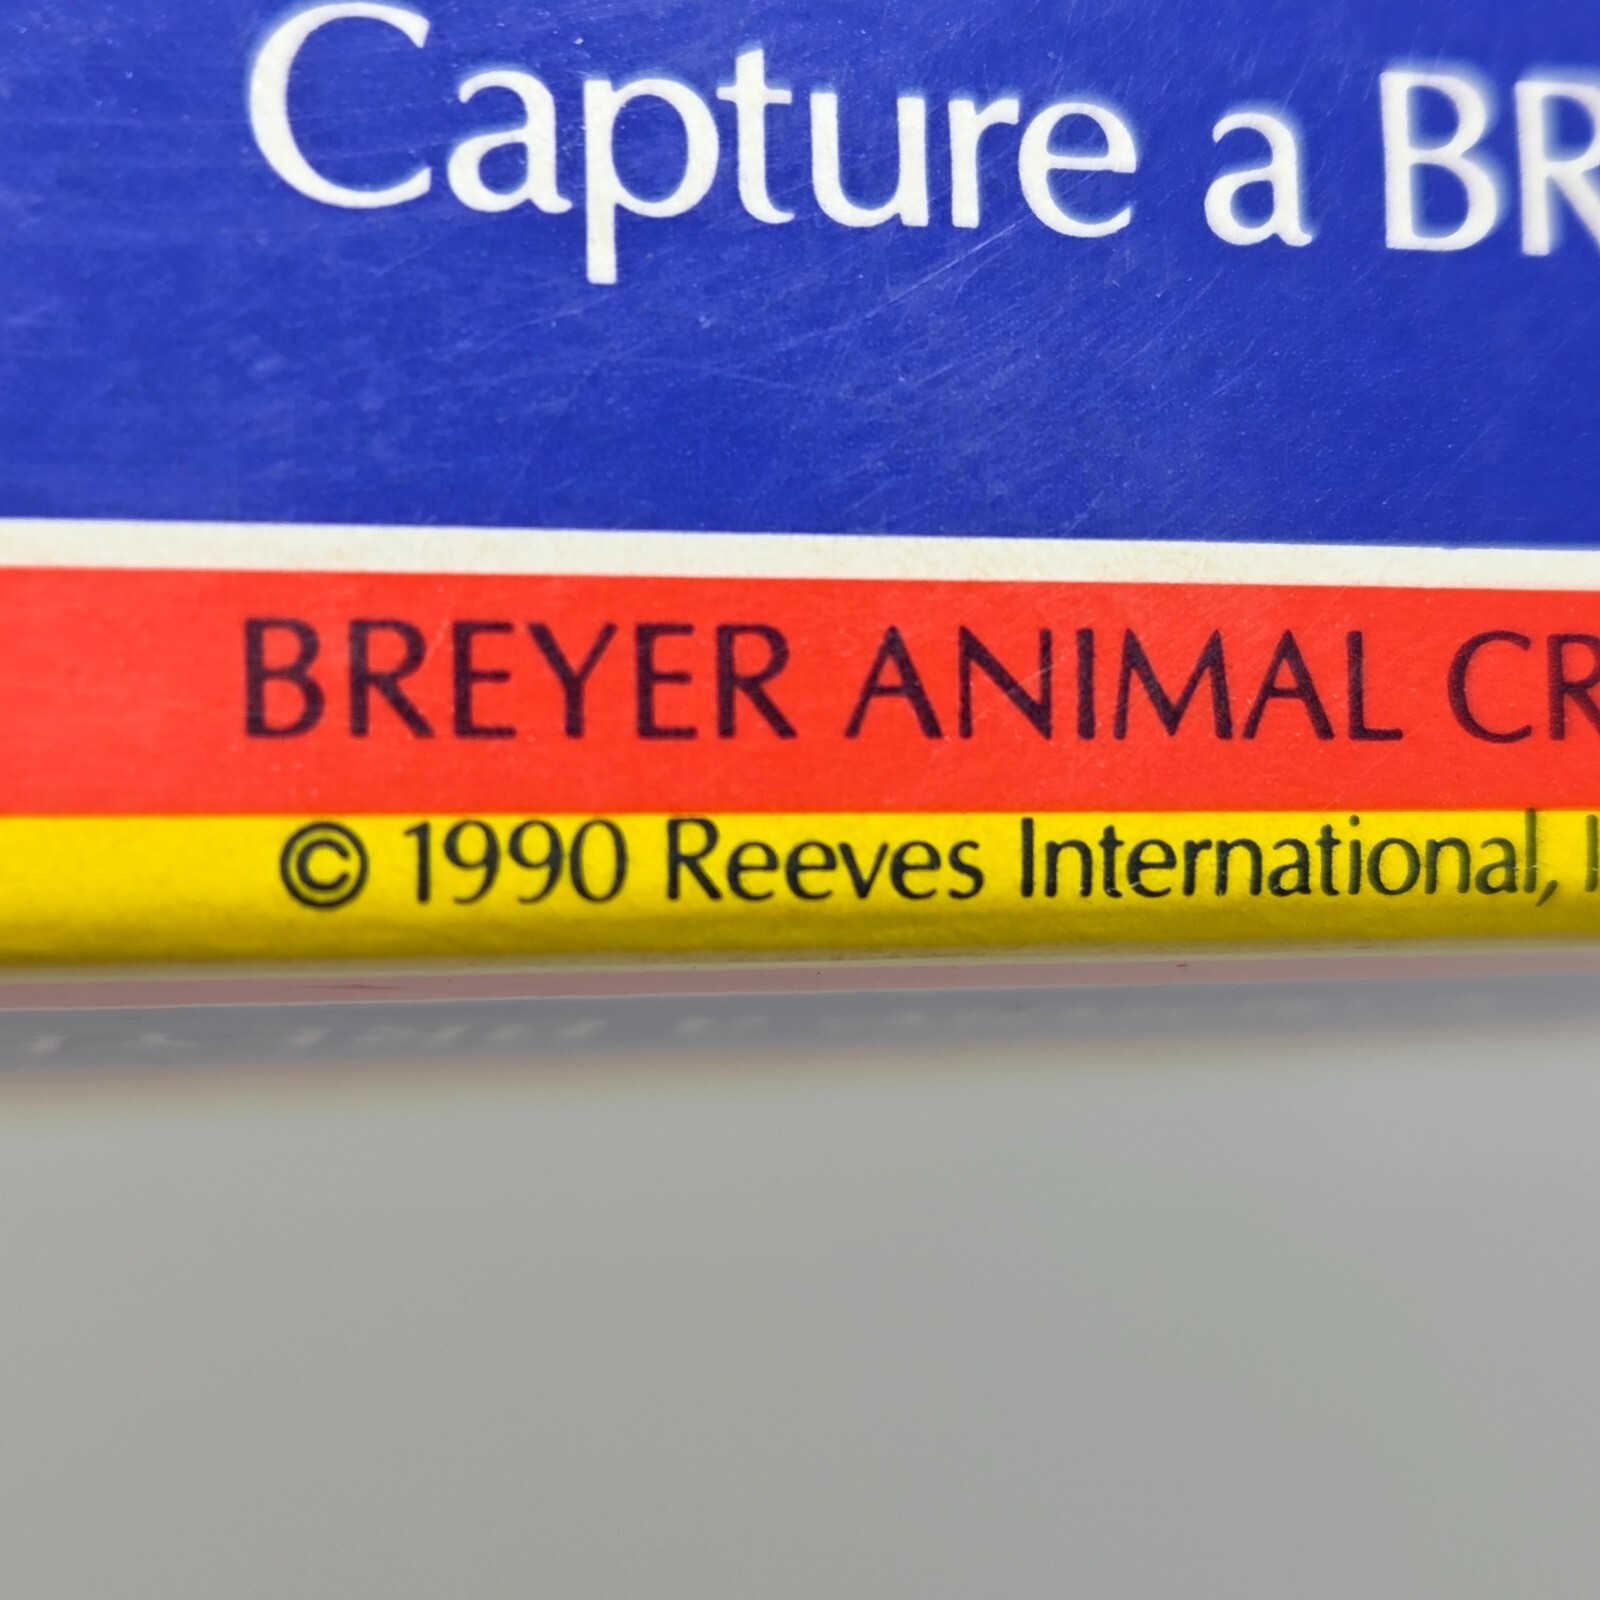 Capture a BR
BREYER ANIMAL CR
© 1990 Reeves International, I